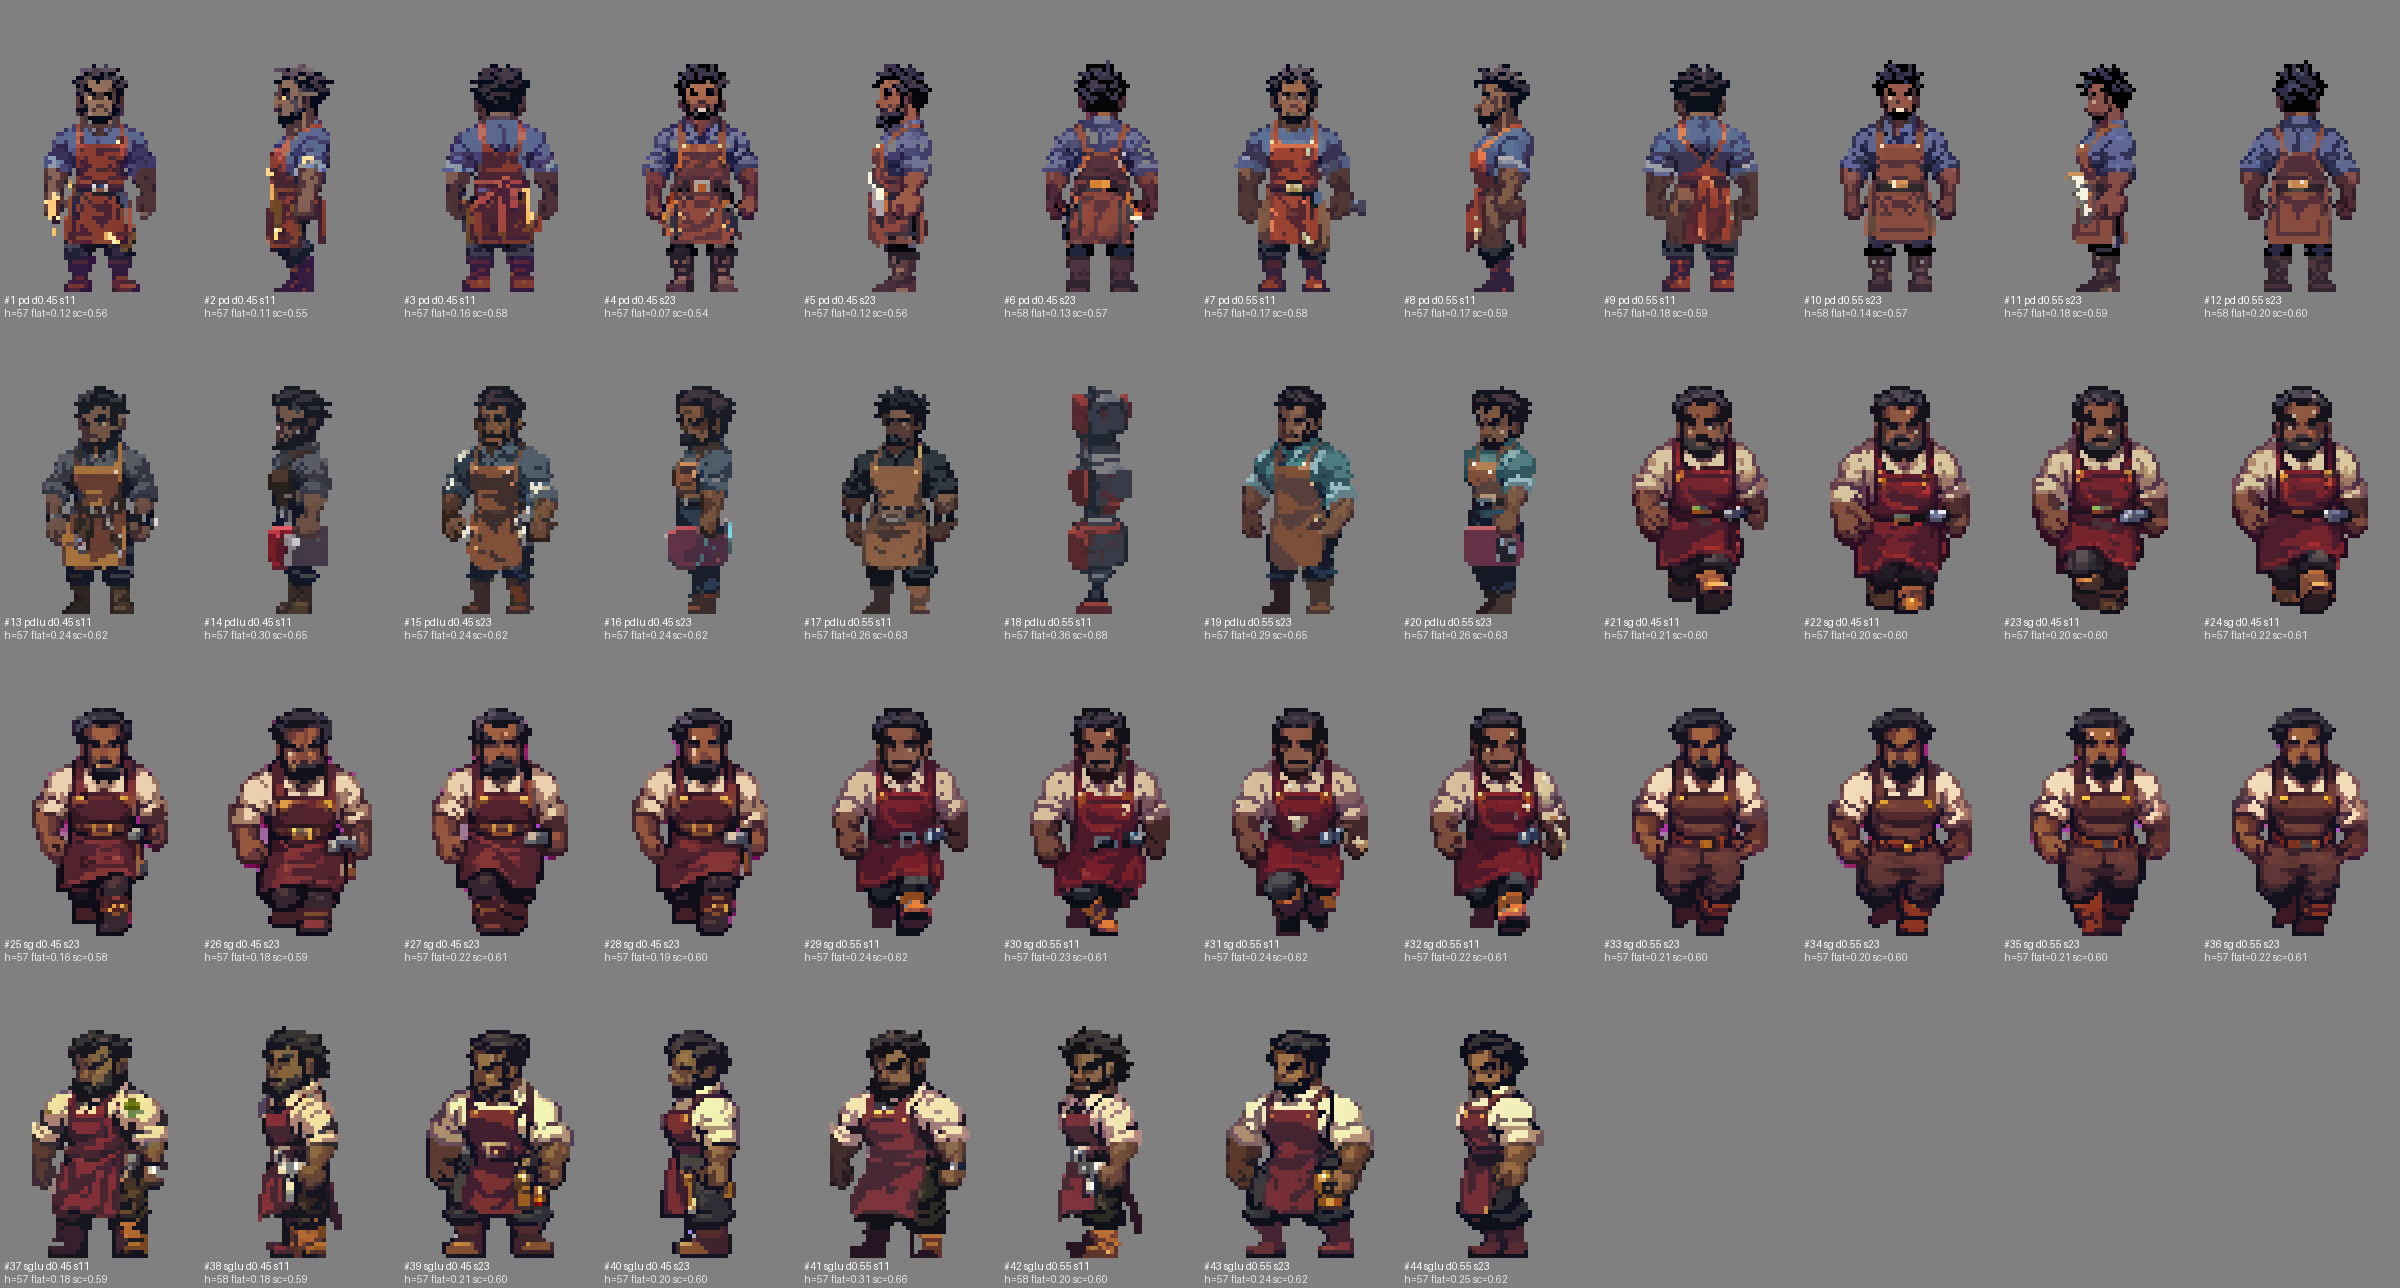 #1 pd d0.45 s11
h=57 flat=0.12 sc=0.56
#2 pd d0.45 s11
h=57 flat=0.11 sc=0.55
#3 pd d0.45 s11
h=57 flat=0.16 sc=0.58
#4 pd d0.45 s23
h=57 flat=0.07 sc=0.54
#5 pd d0.45 s23
h=57 flat=0.12 sc=0.56
#6 pd d0.45 s23
h=58 flat=0.13 sc=0.57
#7 pd d0.55 s11
h=57 flat=0.17 sc=0.58
#8 pd d0.55 s11
h=57 flat=0.17 sc=0.59
#9 pd d0.55 s11
h=57 flat=0.18 sc=0.59
#10 pd d0.55 s23
h=58 flat=0.14 sc=0.57
#11 pd d0.55 s23
h=57 flat=0.18 sc=0.59
#12 pd d0.55 s23
h=58 flat=0.20 sc=0.60
#13 pdlu d0.45 s11
h=57 flat=0.24 sc=0.62
#14 pdlu d0.45 s11
h=57 flat=0.30 sc=0.65
#15 pdlu d0.45 s23
h=57 flat=0.24 sc=0.62
#16 pdlu d0.45 s23
h=57 flat=0.24 sc=0.62
#17 pdlu d0.55 s11
h=57 flat=0.26 sc=0.63
#18 pdlu d0.55 s11
h=57 flat=0.36 sc=0.68
#19 pdlu d0.55 s23
h=57 flat=0.29 sc=0.65
#20 pdlu d0.55 s23
h=57 flat=0.26 sc=0.63
#21 sg d0.45 s11
h=57 flat=0.21 sc=0.60
#22 sg d0.45 s11
h=57 flat=0.20 sc=0.60
#23 sg d0.45 s11
h=57 flat=0.20 sc=0.60
#24 sg d0.45 s11
h=57 flat=0.22 sc=0.61
#25 sg d0.45 s23
h=57 flat=0.16 sc=0.58
#26 sg d0.45 s23
h=57 flat=0.18 sc=0.59
#27 sg d0.45 s23
h=57 flat=0.22 sc=0.61
#28 sg d0.45 s23
h=57 flat=0.19 sc=0.60
#29 sg d0.55 s11
h=57 flat=0.24 sc=0.62
#30 sg d0.55 s11
h=57 flat=0.23 sc=0.61
#31 sg d0.55 s11
h=57 flat=0.24 sc=0.62
#32 sg d0.55 s11
h=57 flat=0.22 sc=0.61
#33 sg d0.55 s23
h=57 flat=0.21 sc=0.60
#34 sg d0.55 s23
h=57 flat=0.20 sc=0.60
#35 sg d0.55 s23
h=57 flat=0.21 sc=0.60
#36 sg d0.55 s23
h=57 flat=0.22 sc=0.61
#37 sglu d0.45 s11
h=57 flat=0.18 sc=0.59
#38 sglu d0.45 s11
h=58 flat=0.18 sc=0.59
#39 sglu d0.45 s23
h=57 flat=0.21 sc=0.60
#40 sglu d0.45 s23
h=57 flat=0.20 sc=0.60
#41 sglu d0.55 s11
h=57 flat=0.31 sc=0.66
#42 sglu d0.55 s11
h=58 flat=0.20 sc=0.60
#43 sglu d0.55 s23
h=57 flat=0.24 sc=0.62
#44 sglu d0.55 s23
h=57 flat=0.25 sc=0.62